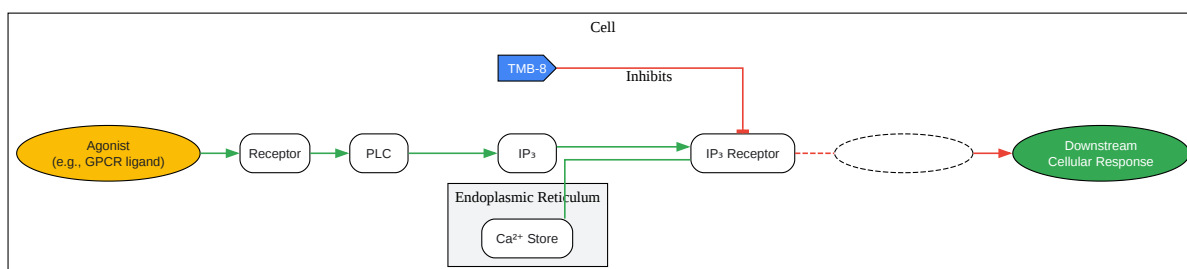 Cell
TMB-8
Inhibits
Agonist
(e.g., GPCR ligand)
Receptor
PLC
IP₃
IP₃ Receptor
Downstream
Cellular Response
Endoplasmic Reticulum
Ca²⁺ Store